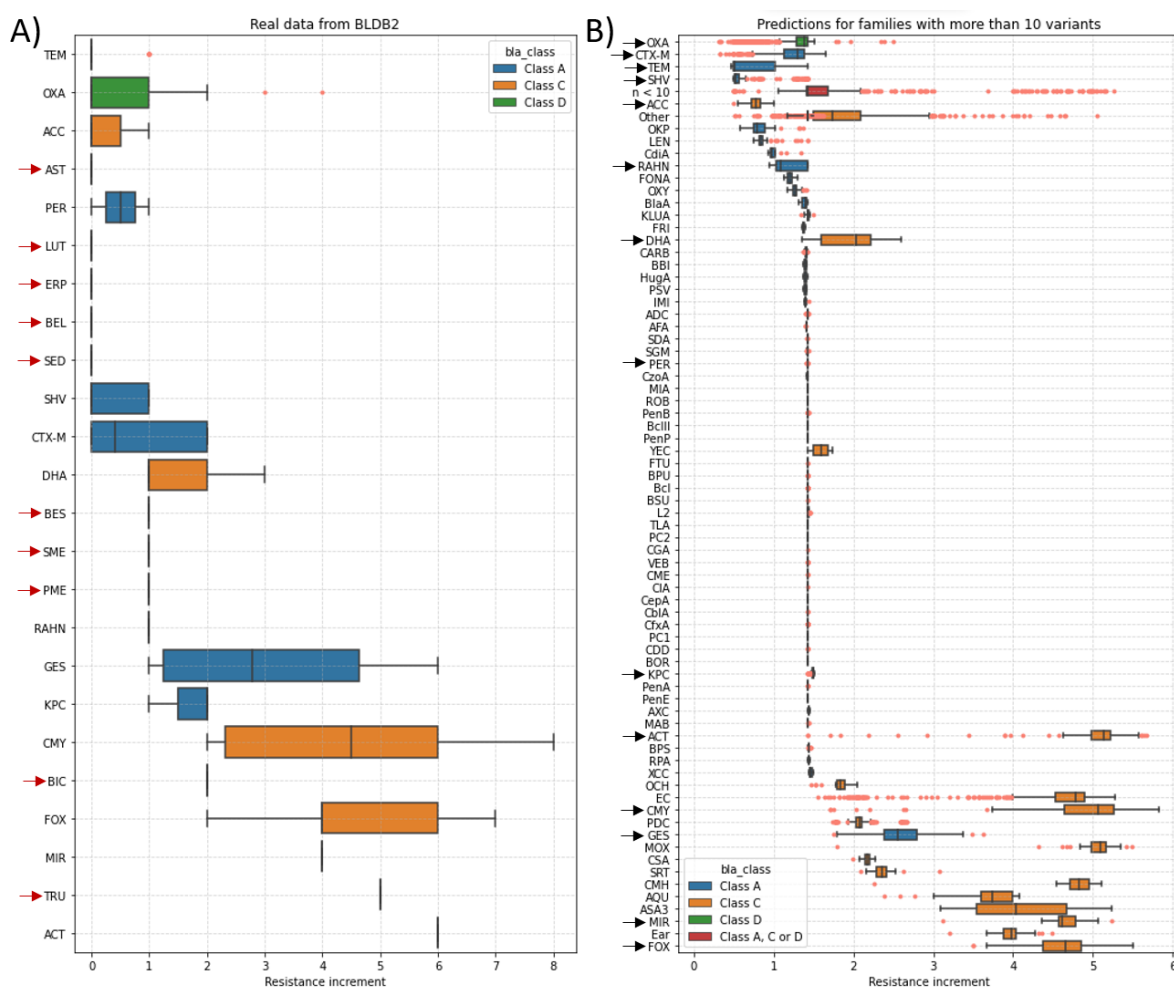 A)
Real data from BLDB2
TEM
OXA
ACC
AST
PER
LUT
ERP
BEL
SED
SHV
CTX-M
DHA
BES
SME
PME
RAHN
GES
KPC
CMY
BIC
FOX
MIR
TRU
ACT
bla_class
Class A
Class C
Class D
0 1 2 3 4 5 6 7 8
Resistance increment
B)
Predictions for families with more than 10 variants
OXA
CTX-M
TEM
SHV
n < 10
ACC
Other
OKP
LEN
CdiA
RAHN
FONA
OXY
BlaA
KLUA
FRI
DHA
CARB
BBI
HugA
PSV
IMI
ADC
AFA
SDA
SGM
PER
CzoA
MIA
ROB
PenB
BcIII
PenP
YEC
FTU
BPU
BcI
BSU
L2
TLA
PC2
CGA
VEB
CME
CIA
CepA
CblA
CfxA
PC1
CDD
BOR
KPC
PenA
PenE
AXC
MAB
ACT
BPS
RPA
XCC
OCH
EC
CMY
PDC
GES
MOX
CSA
SRT
CMH
AQU
ASA3
MIR
Ear
FOX
bla_class
Class A
Class C
Class D
Class A, C or D
0 1 2 3 4 5 6
Resistance increment